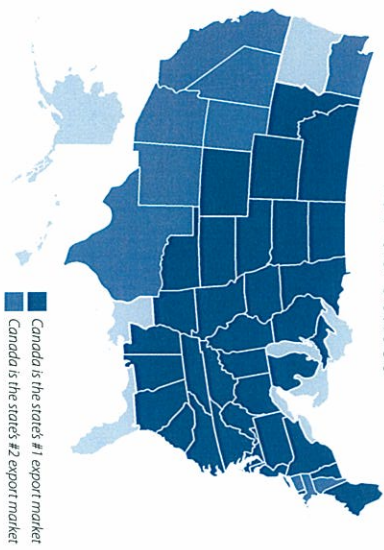 Canada is the state's #1 export market
Canada is the state's #2 export market